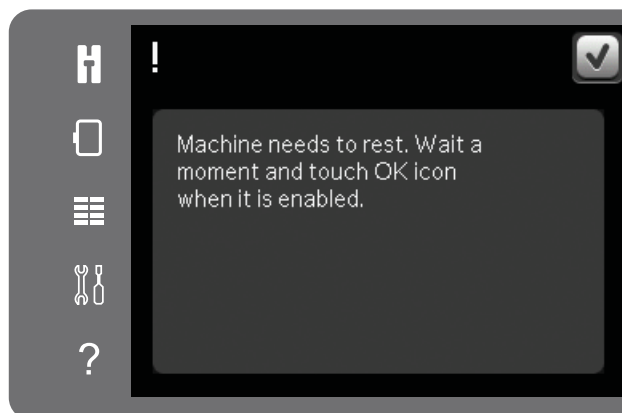 !
Machine needs to rest. Wait a
moment and touch OK icon
when it is enabled.
?